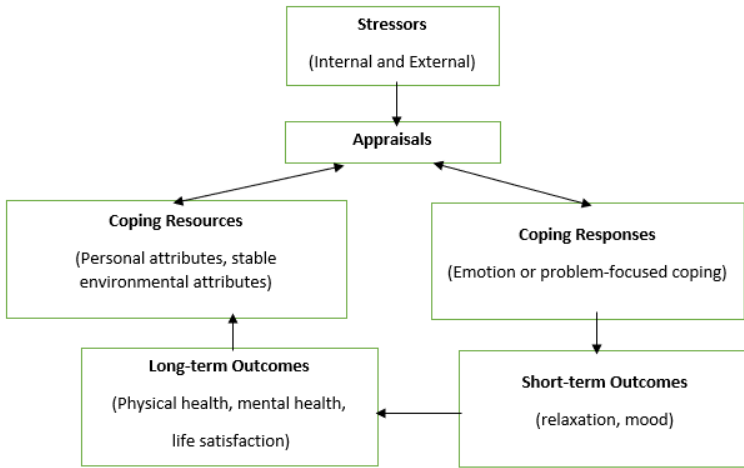 Stressors
(Internal and External)
Appraisals
Coping Resources
(Personal attributes, stable
environmental attributes)
Coping Responses
(Emotion or problem-focused coping)
Long-term Outcomes
(Physical health, mental health,
life satisfaction)
Short-term Outcomes
(relaxation, mood)